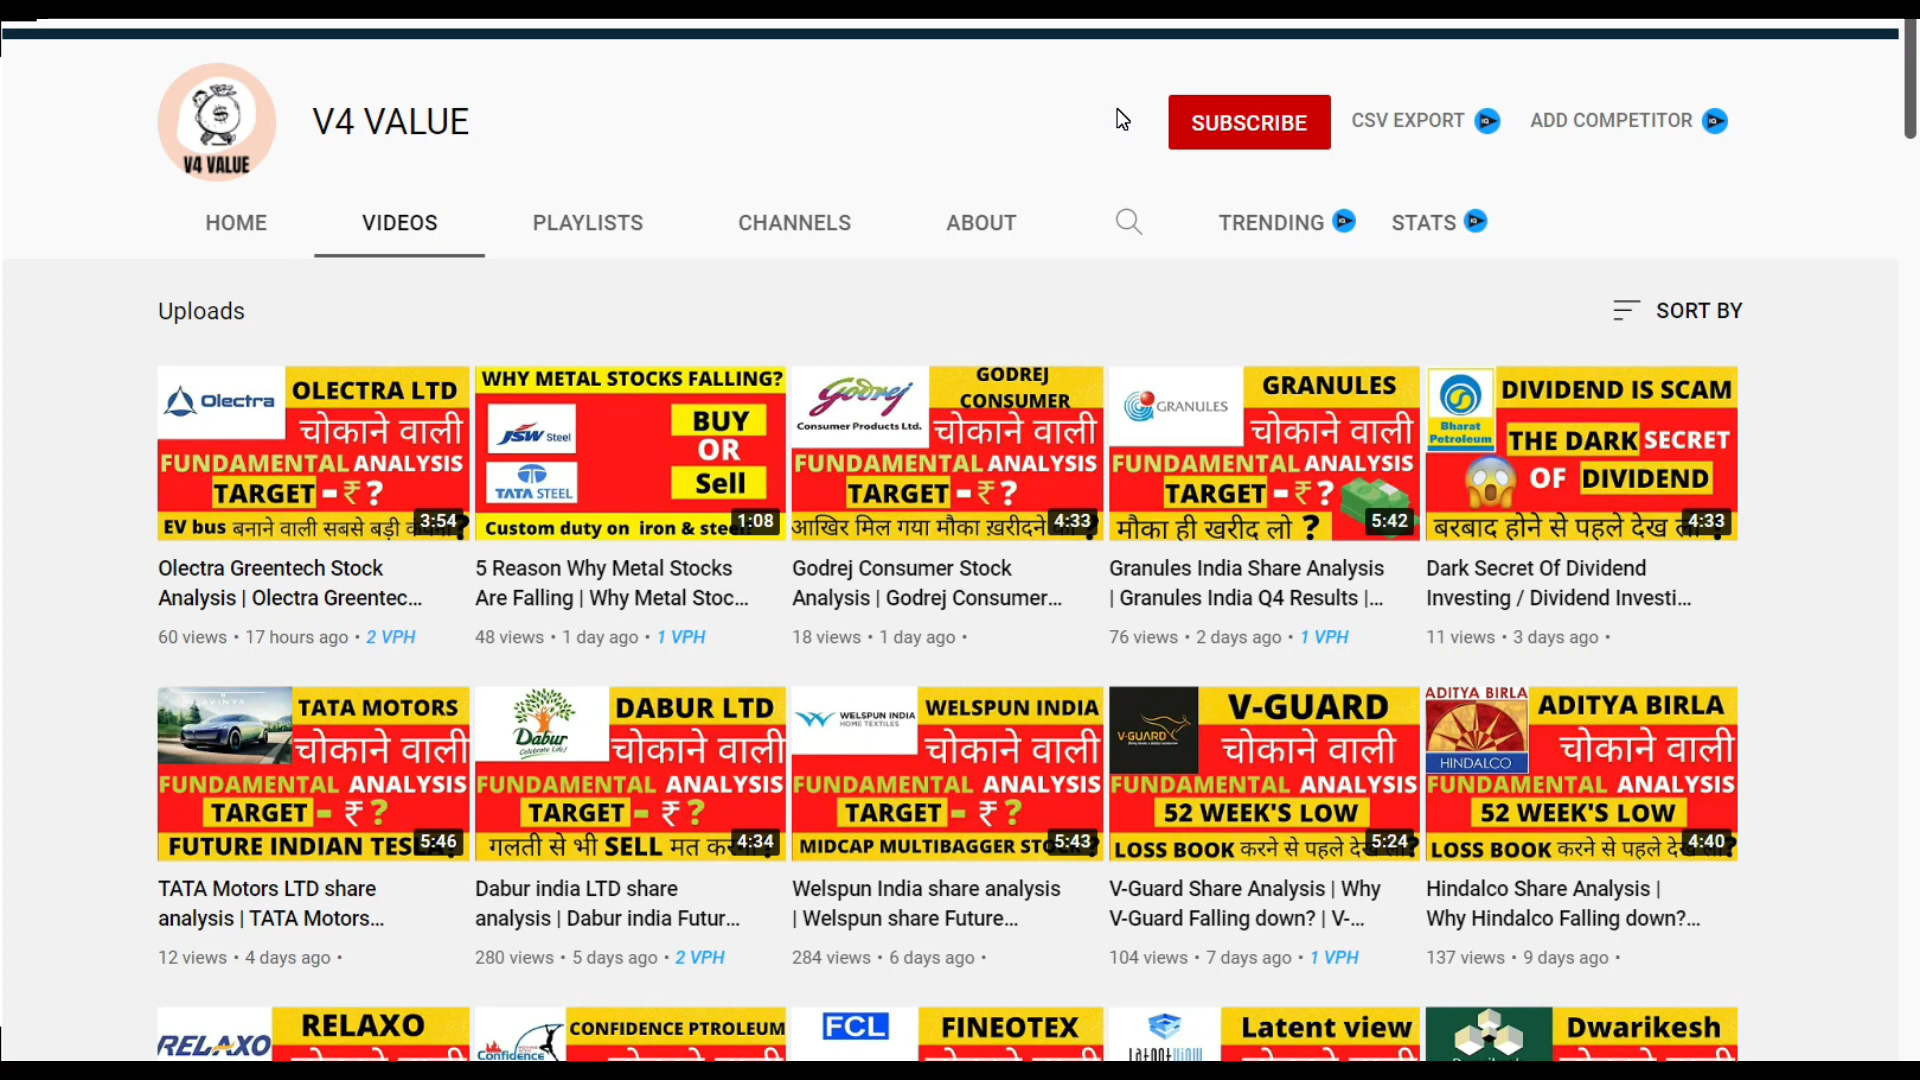 V4 VALUE
V4 VALUE
SUBSCRIBE
CSV EXPORT
ADD COMPETITOR
HOME
VIDEOS
PLAYLISTS
CHANNELS
ABOUT
TRENDING
STATS
Uploads
SORT BY
Olectra
OLECTRA LTD
चोकाने वाली
FUNDAMENTAL ANALYSIS
TARGET - ₹ ?
EV bus बनाने वाली सबसे बड़ी
3:54
Olectra Greentech Stock
Analysis | Olectra Greentec...
60 views • 17 hours ago • 2 VPH
WHY METAL STOCKS FALLING?
JSW Steel
TATA STEEL
BUY
OR
Sell
Custom duty on iron & steel
1:08
5 Reason Why Metal Stocks
Are Falling | Why Metal Stoc...
48 views • 1 day ago • 1 VPH
Godrej
Consumer Products Ltd.
GODREJ
CONSUMER
चोकाने वाली
FUNDAMENTAL ANALYSIS
TARGET - ₹ ?
आखिर मिल गया मौका ख़रीदने का ?
4:33
Godrej Consumer Stock
Analysis | Godrej Consumer...
18 views • 1 day ago •
GRANULES
GRANULES
चोकाने वाली
FUNDAMENTAL ANALYSIS
TARGET - ₹ ?
मौका ही खरीद लो ?
5:42
Granules India Share Analysis
| Granules India Q4 Results |...
76 views • 2 days ago • 1 VPH
Bharat
Petroleum
DIVIDEND IS SCAM
THE DARK SECRET
OF DIVIDEND
बरबाद होने से पहले देख लो ?
4:33
Dark Secret Of Dividend
Investing / Dividend Investi...
11 views • 3 days ago •
TATA MOTORS
चोकाने वाली
FUNDAMENTAL ANALYSIS
TARGET - ₹ ?
FUTURE INDIAN TESLA?
5:46
TATA Motors LTD share
analysis | TATA Motors...
12 views • 4 days ago •
Dabur
Celebrate Life!
DABUR LTD
चोकाने वाली
FUNDAMENTAL ANALYSIS
TARGET - ₹ ?
गलती से भी SELL मत करना ?
4:34
Dabur india LTD share
analysis | Dabur india Futur...
280 views • 5 days ago • 2 VPH
WELSPUN INDIA
HOME TEXTILES
WELSPUN INDIA
चोकाने वाली
FUNDAMENTAL ANALYSIS
TARGET - ₹ ?
MIDCAP MULTIBAGGER STOCK?
5:43
Welspun India share analysis
| Welspun share Future...
284 views • 6 days ago •
V-GUARD
V-GUARD
चोकाने वाली
FUNDAMENTAL ANALYSIS
52 WEEK'S LOW
LOSS BOOK करने से पहले देख लो ?
5:24
V-Guard Share Analysis | Why
V-Guard Falling down? | V-...
104 views • 7 days ago • 1 VPH
ADITYA BIRLA
HINDALCO
ADITYA BIRLA
चोकाने वाली
FUNDAMENTAL ANALYSIS
52 WEEK'S LOW
LOSS BOOK करने से पहले देख लो ?
4:40
Hindalco Share Analysis |
Why Hindalco Falling down?...
137 views • 9 days ago •
RELAXO
RELAXO
Confidence
CONFIDENCE PTROLEUM
FCL
FINEOTEX
Latent view
Dwarikesh